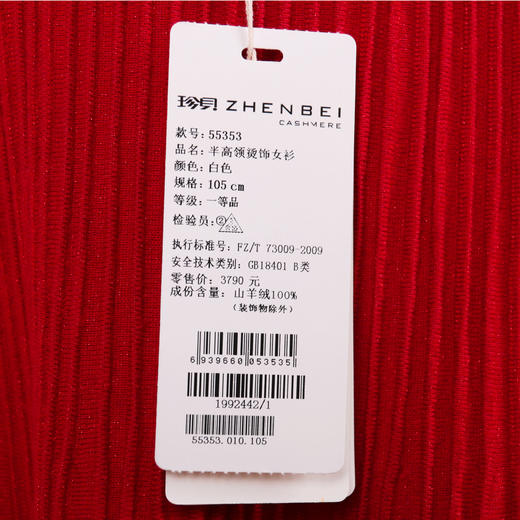 珍贝 ZHENBEI
CASHMERE
款号: 55353
品名: 半高领烫饰女衫
颜色: 白色
规格: 105cm
等级: 一等品
检验员: ②
执行标准号: FZ/T 73009-2009
安全技术类别: GB18401 B类
零售价: 3790 元
成份含量: 山羊绒100%
(装饰物除外)
6 939660 053535
1992442/1
55353.010.105